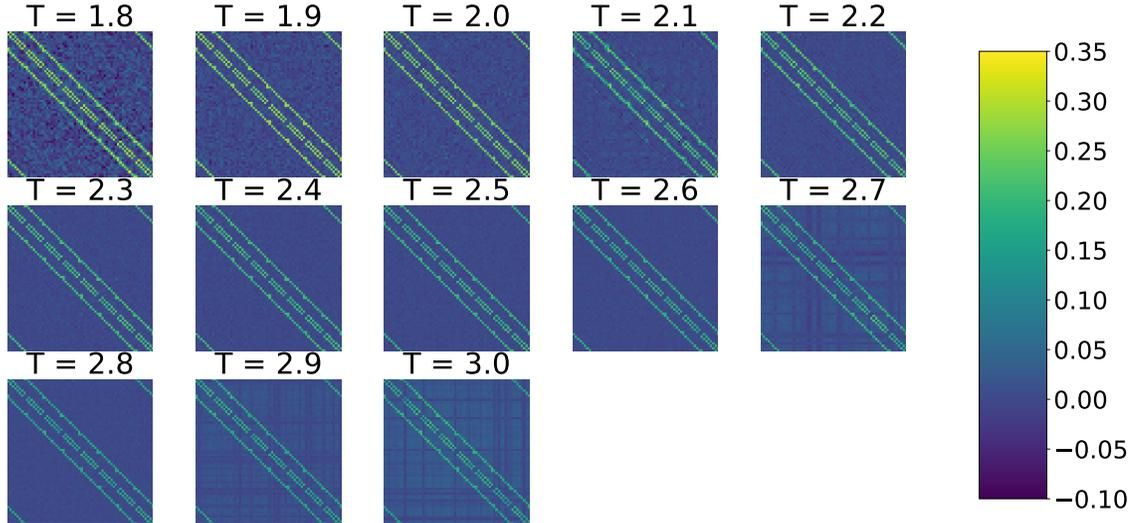 T = 1.8
T = 1.9
T = 2.0
T = 2.1
T = 2.2
T = 2.3
T = 2.4
T = 2.5
T = 2.6
T = 2.7
T = 2.8
T = 2.9
T = 3.0
0.35
0.30
0.25
0.20
0.15
0.10
0.05
0.00
−0.05
−0.10